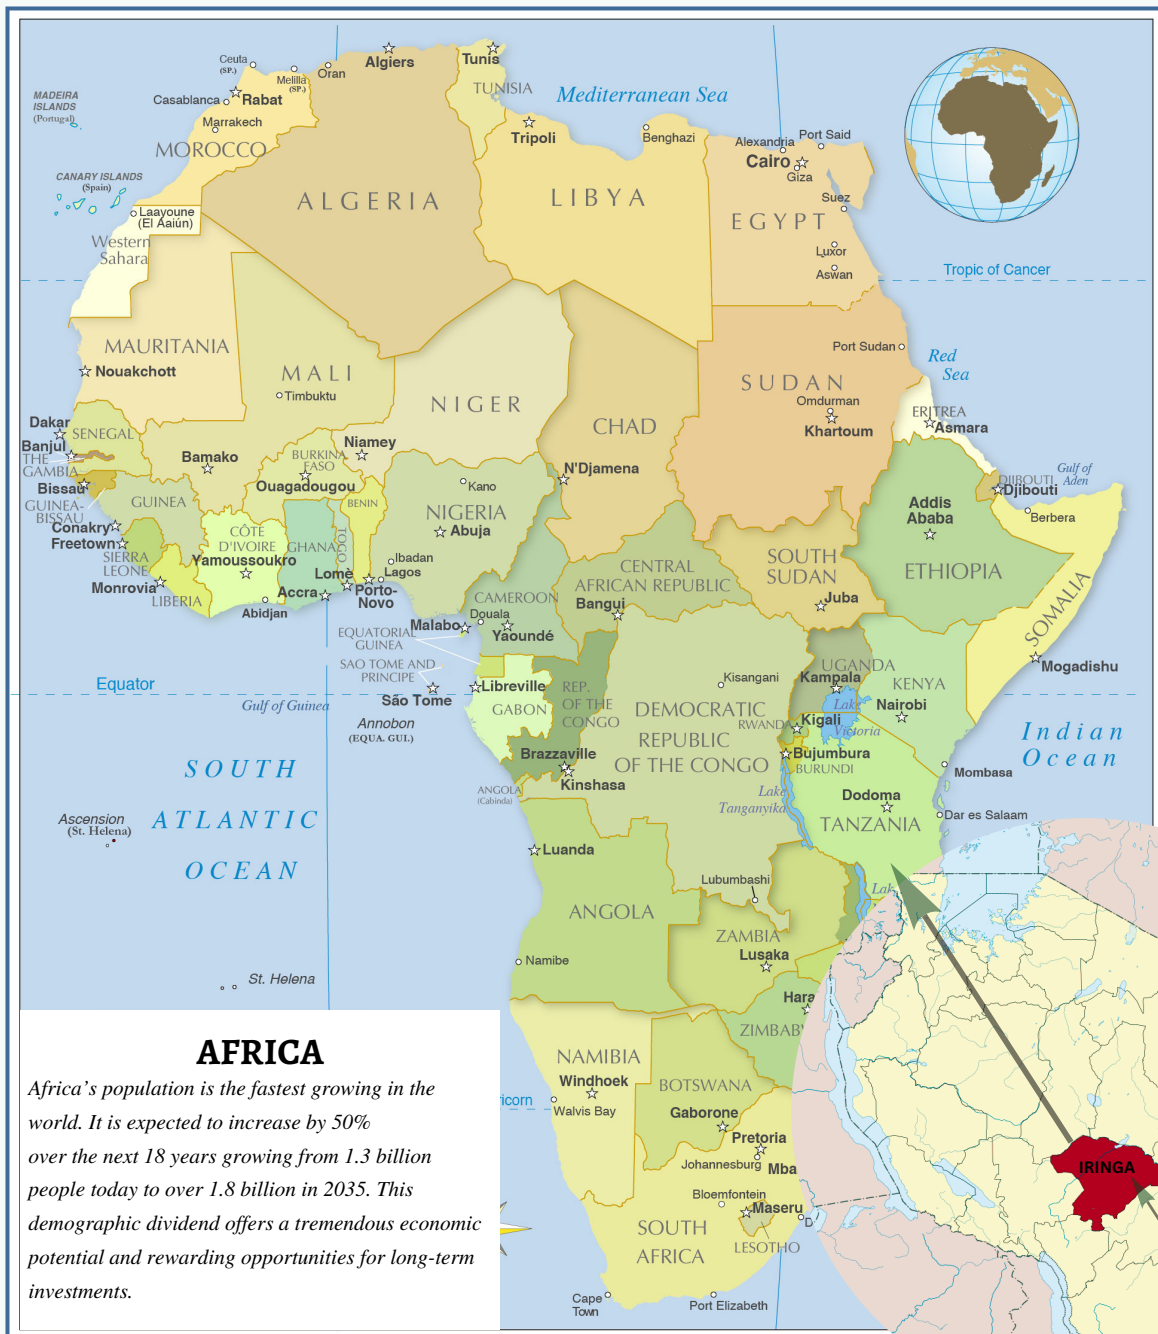 Ceuta
(SP.)
Melilla
(SP.)
Oran
Algiers
Tunis
TUNISIA
Mediterranean Sea
MADEIRA
ISLANDS
(Portugal)
Casablanca
Rabat
Marrakech
MOROCCO
Tripoli
Benghazi
Alexandria
Port Said
Cairo
Giza
Suez
CANARY ISLANDS
(Spain)
Laayoune
(El Aaiún)
Western
Sahara
ALGERIA
LIBYA
EGYPT
Luxor
Aswan
Tropic of Cancer
MAURITANIA
Nouakchott
MALI
Timbuktu
NIGER
CHAD
SUDAN
Port Sudan
Red
Sea
Omdurman
Khartoum
ERITREA
Asmara
Dakar
SENEGAL
Banjul
THE
GAMBIA
Bissau
GUINEA-
BISSAU
Bamako
BURKINA
FASO
Ouagadougou
Niamey
N'Djamena
DJIBOUTI
Djibouti
Gulf of
Aden
Berbera
Addis
Ababa
GUINEA
Conakry
Freetown
SIERRA
LEONE
Monrovia
LIBERIA
CÔTE
D'IVOIRE
Yamoussoukro
Abidjan
GHANA
Accra
TOGO
Lomè
BENIN
Porto-
Novo
Kano
NIGERIA
Abuja
Ibadan
Lagos
CENTRAL
AFRICAN REPUBLIC
Bangui
SOUTH
SUDAN
Juba
ETHIOPIA
SOMALIA
Mogadishu
CAMEROON
Douala
Malabo
Yaoundé
EQUATORIAL
GUINEA
SAO TOME AND
PRINCIPE
São Tome
Libreville
GABON
Equator
Gulf of Guinea
Annobon
(EQUA. GUI.)
REP.
OF THE
CONGO
Brazzaville
Kinshasa
Kisangani
DEMOCRATIC
REPUBLIC
OF THE CONGO
UGANDA
Kampala
KENYA
Nairobi
Lake
Victoria
RWANDA
Kigali
Bujumbura
BURUNDI
Lake
Tanganyika
Dodoma
TANZANIA
Mombasa
Dar es Salaam
Indian
Ocean
SOUTH
ATLANTIC
OCEAN
Ascension
(St. Helena)
ANGOLA
(Cabinda)
Luanda
ANGOLA
Lubumbashi
Lak
ZAMBIA
Lusaka
Namibe
St. Helena
Hara
ZIMBABW
NAMIBIA
Windhoek
Walvis Bay
ricorn
BOTSWANA
Gaborone
Pretoria
Johannesburg
Mba
Bloemfontein
Maseru
D
LESOTHO
SOUTH
AFRICA
Cape
Town
Port Elizabeth
IRINGA
AFRICA
Africa's population is the fastest growing in the
world. It is expected to increase by 50%
over the next 18 years growing from 1.3 billion
people today to over 1.8 billion in 2035. This
demographic dividend offers a tremendous economic
potential and rewarding opportunities for long-term
investments.